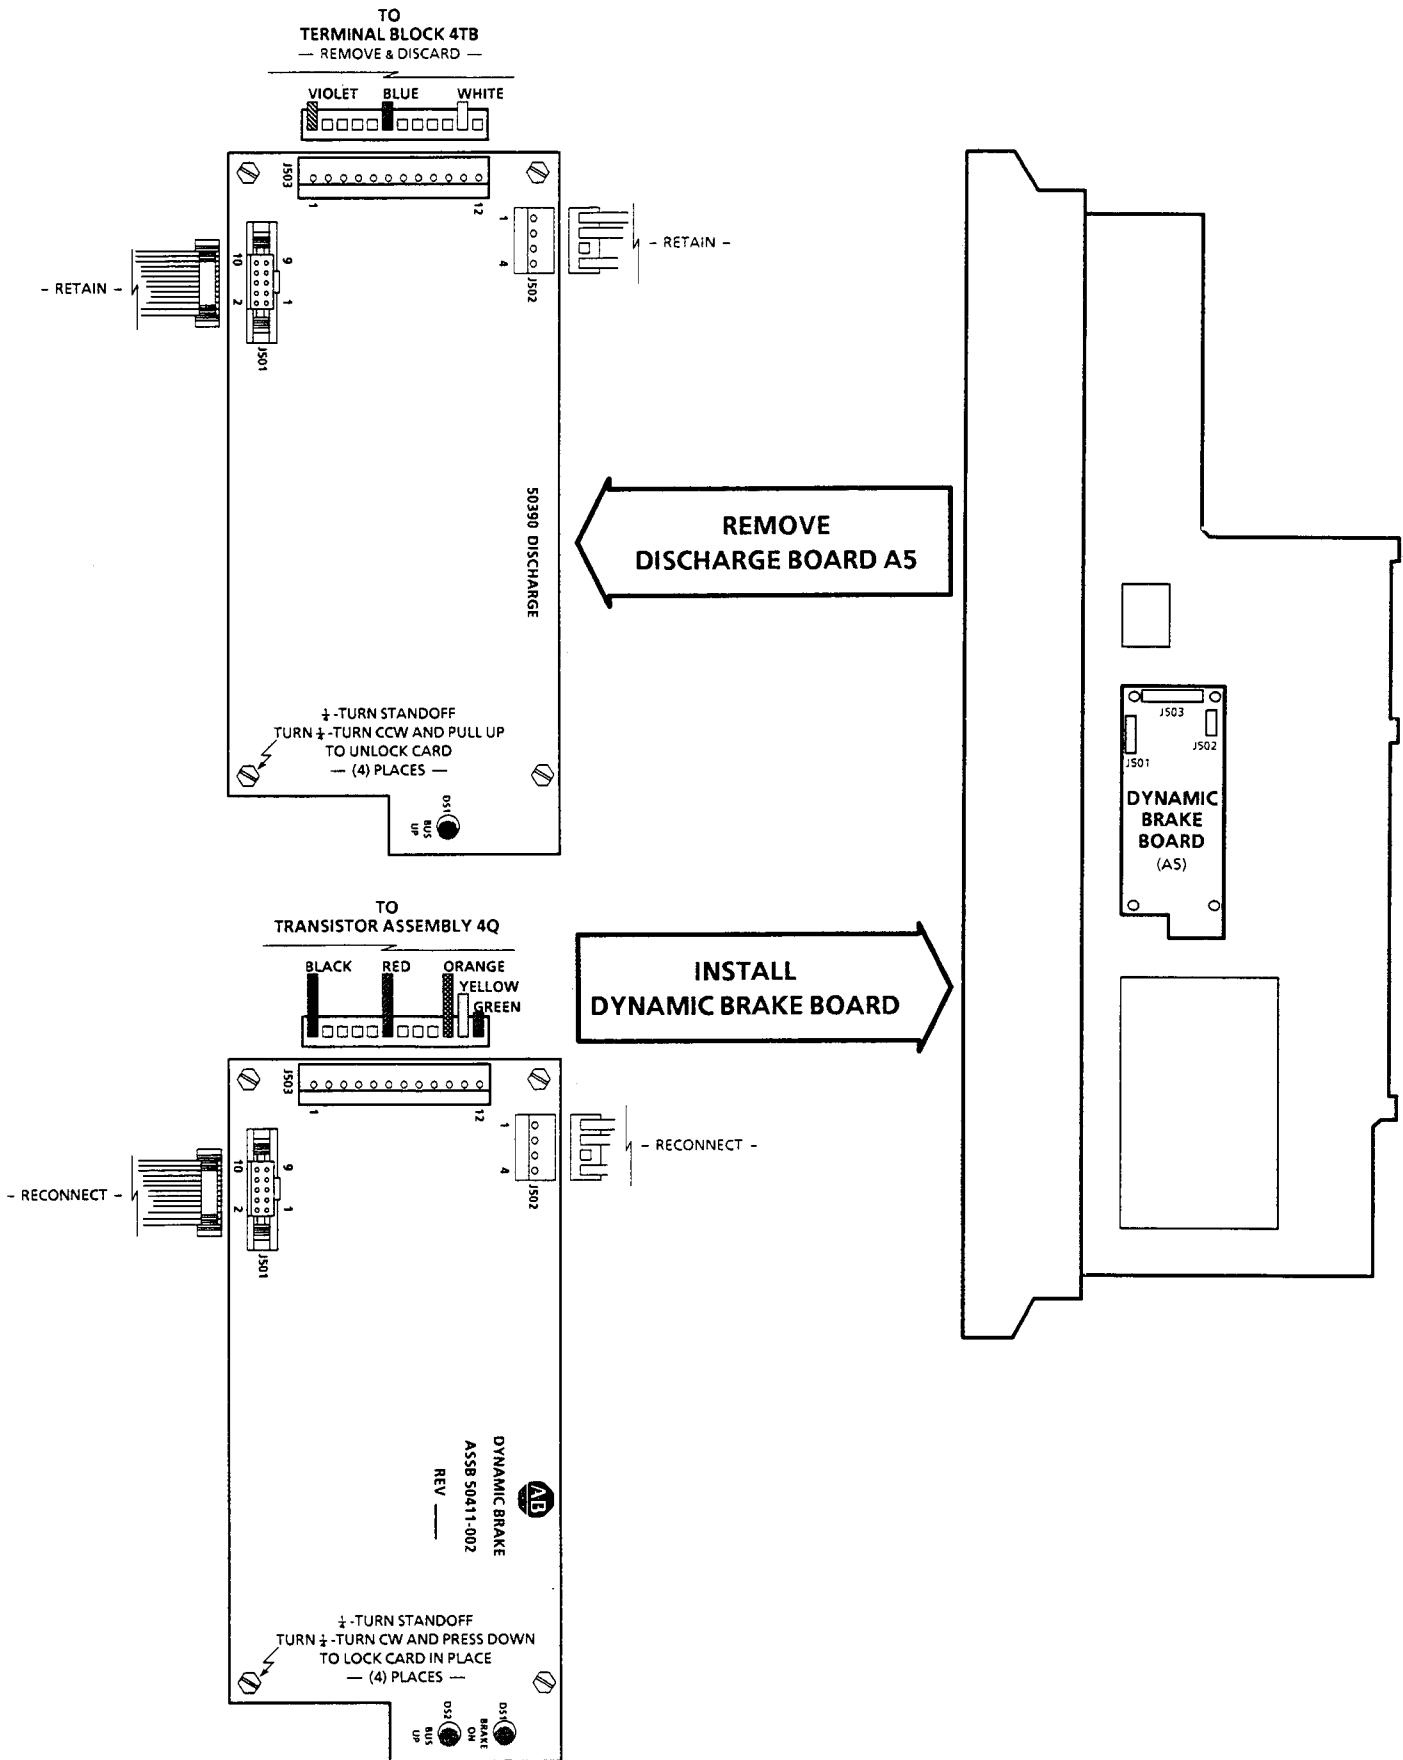 TO
TERMINAL BLOCK 4TB
— REMOVE & DISCARD —
VIOLET BLUE WHITE
J503
1
12
1
4
J502
- RETAIN -
- RETAIN -
10
9
2
1
J501
50390 DISCHARGE
REMOVE
DISCHARGE BOARD A5
¼-TURN STANDOFF
TURN ¼-TURN CCW AND PULL UP
TO UNLOCK CARD
— (4) PLACES —
DS1
BUS
UP
J503
J502
J501
DYNAMIC
BRAKE
BOARD
(A5)
TO
TRANSISTOR ASSEMBLY 4Q
BLACK RED ORANGE
YELLOW
GREEN
INSTALL
DYNAMIC BRAKE BOARD
J503
1
12
1
4
J502
- RECONNECT -
- RECONNECT -
10
9
2
1
J501
AB
DYNAMIC BRAKE
ASSB 50411-002
REV
¼-TURN STANDOFF
TURN ¼-TURN CW AND PRESS DOWN
TO LOCK CARD IN PLACE
— (4) PLACES —
DS2
BUS
UP
DS1
BRAKE
ON